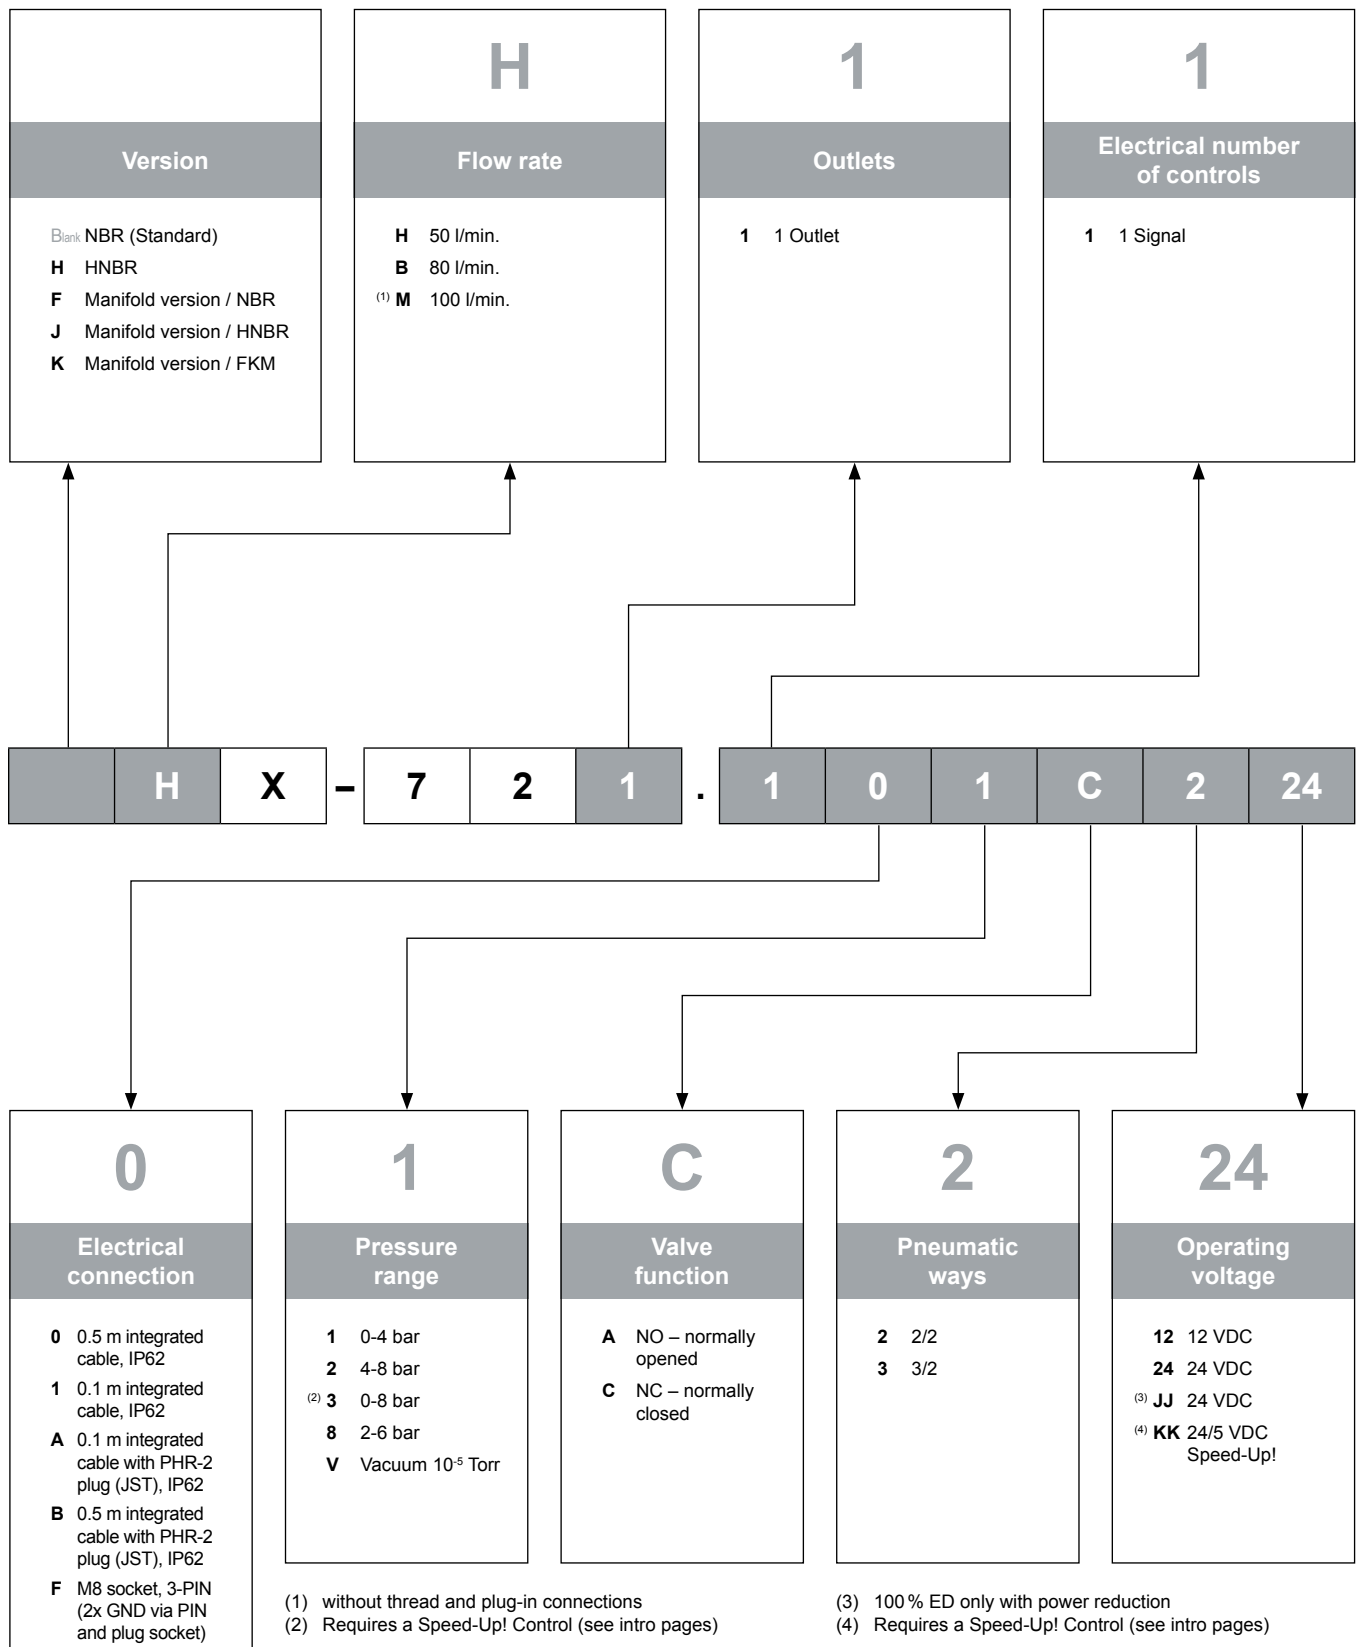 H
1
1
Version
Flow rate
Outlets
Electrical number
of controls
Blank NBR (Standard)
H HNBR
F Manifold version / NBR
J Manifold version / HNBR
K Manifold version / FKM
H 50 l/min.
B 80 l/min.
(1) M 100 l/min.
1 1 Outlet
1 1 Signal
H X – 7 2 1 . 1 0 1 C 2 24
0
Electrical
connection
0 0.5 m integrated
cable, IP62
1 0.1 m integrated
cable, IP62
A 0.1 m integrated
cable with PHR-2
plug (JST), IP62
B 0.5 m integrated
cable with PHR-2
plug (JST), IP62
F M8 socket, 3-PIN
(2x GND via PIN
and plug socket)
1
Pressure
range
1 0-4 bar
2 4-8 bar
(2) 3 0-8 bar
8 2-6 bar
V Vacuum 10-5 Torr
C
Valve
function
A NO – normally
opened
C NC – normally
closed
2
Pneumatic
ways
2 2/2
3 3/2
24
Operating
voltage
12 12 VDC
24 24 VDC
(3) JJ 24 VDC
(4) KK 24/5 VDC
Speed-Up!
(1) without thread and plug-in connections
(2) Requires a Speed-Up! Control (see intro pages)
(3) 100 % ED only with power reduction
(4) Requires a Speed-Up! Control (see intro pages)